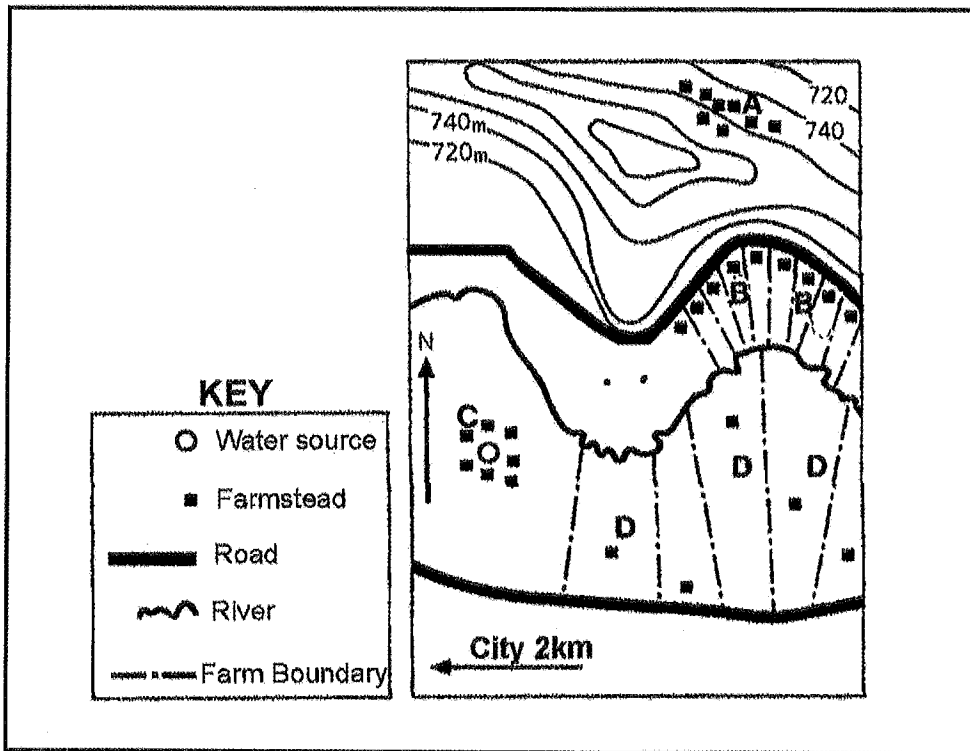 A
720
740
740m
720m
B
B
N
C
D
D
D
City 2km
KEY
Water source
Farmstead
Road
River
Farm Boundary